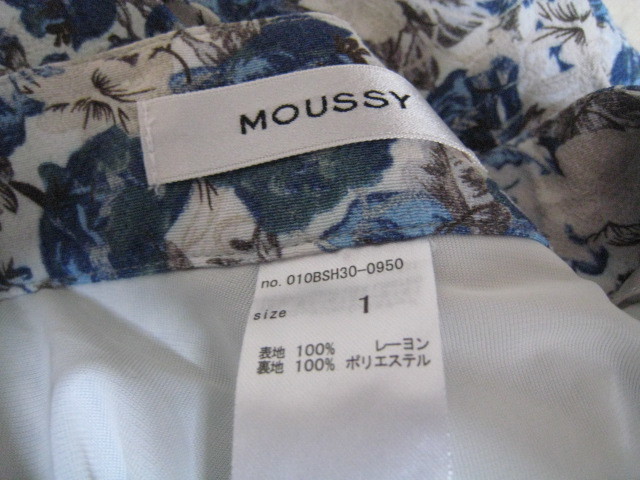 MOUSSY
no. 010BSH30-0950
size 1
表地 100% レーヨン
裏地 100% ポリエステル